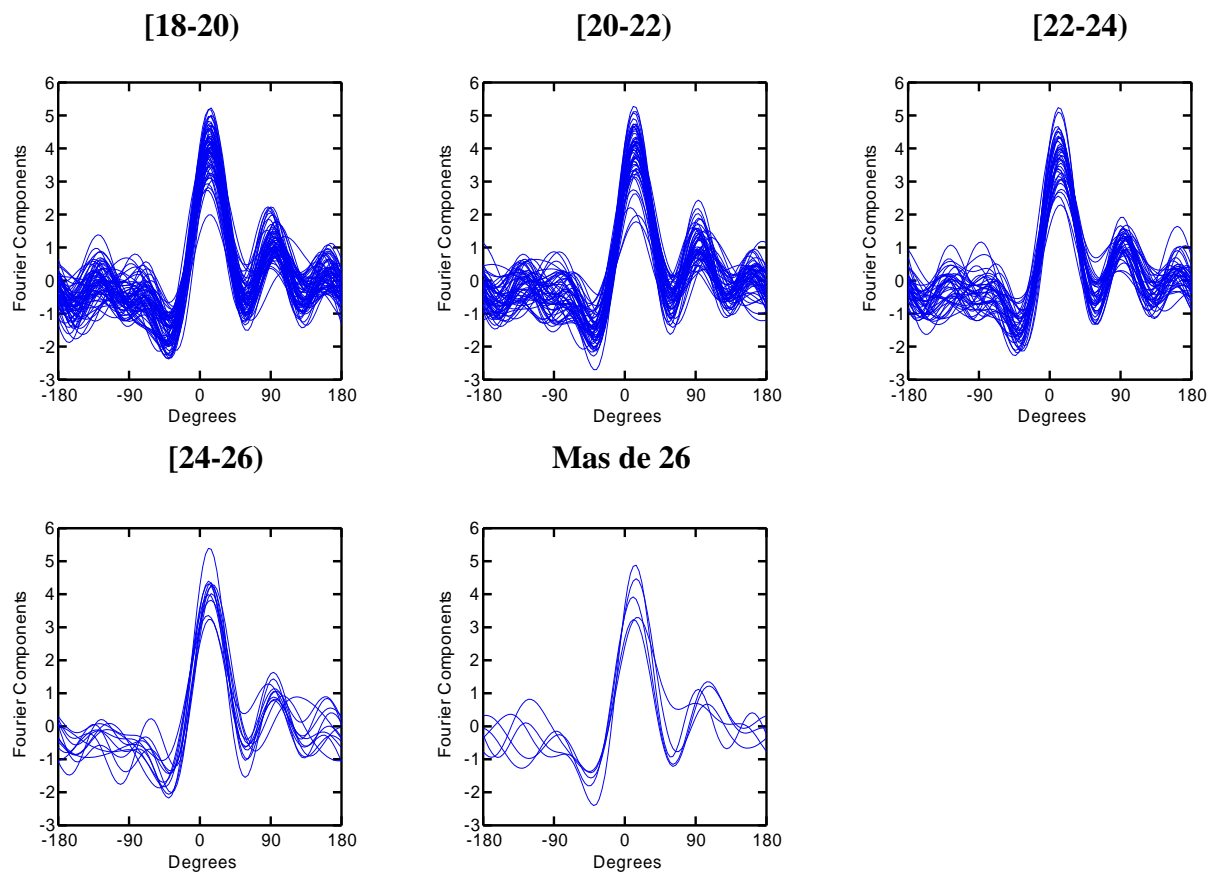 [18-20) [20-22) [22-24)
6 5 4 3 2 1 0 -1 -2 -3
Fourier Components
-180 -90 0 90 180
Degrees
6 5 4 3 2 1 0 -1 -2 -3
Fourier Components
-180 -90 0 90 180
Degrees
6 5 4 3 2 1 0 -1 -2 -3
Fourier Components
-180 -90 0 90 180
Degrees
[24-26) Mas de 26
6 5 4 3 2 1 0 -1 -2 -3
Fourier Components
-180 -90 0 90 180
Degrees
6 5 4 3 2 1 0 -1 -2 -3
Fourier Components
-180 -90 0 90 180
Degrees